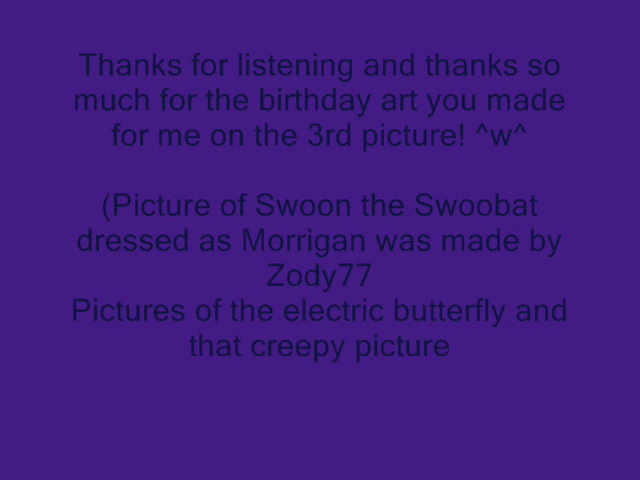 Thanks for listening and thanks so
much for the birthday art you made
for me on the 3rd picture! ^w^
(Picture of Swoon the Swoobat
dressed as Morrigan was made by
Zody77
Pictures of the electric butterfly and
that creepy picture